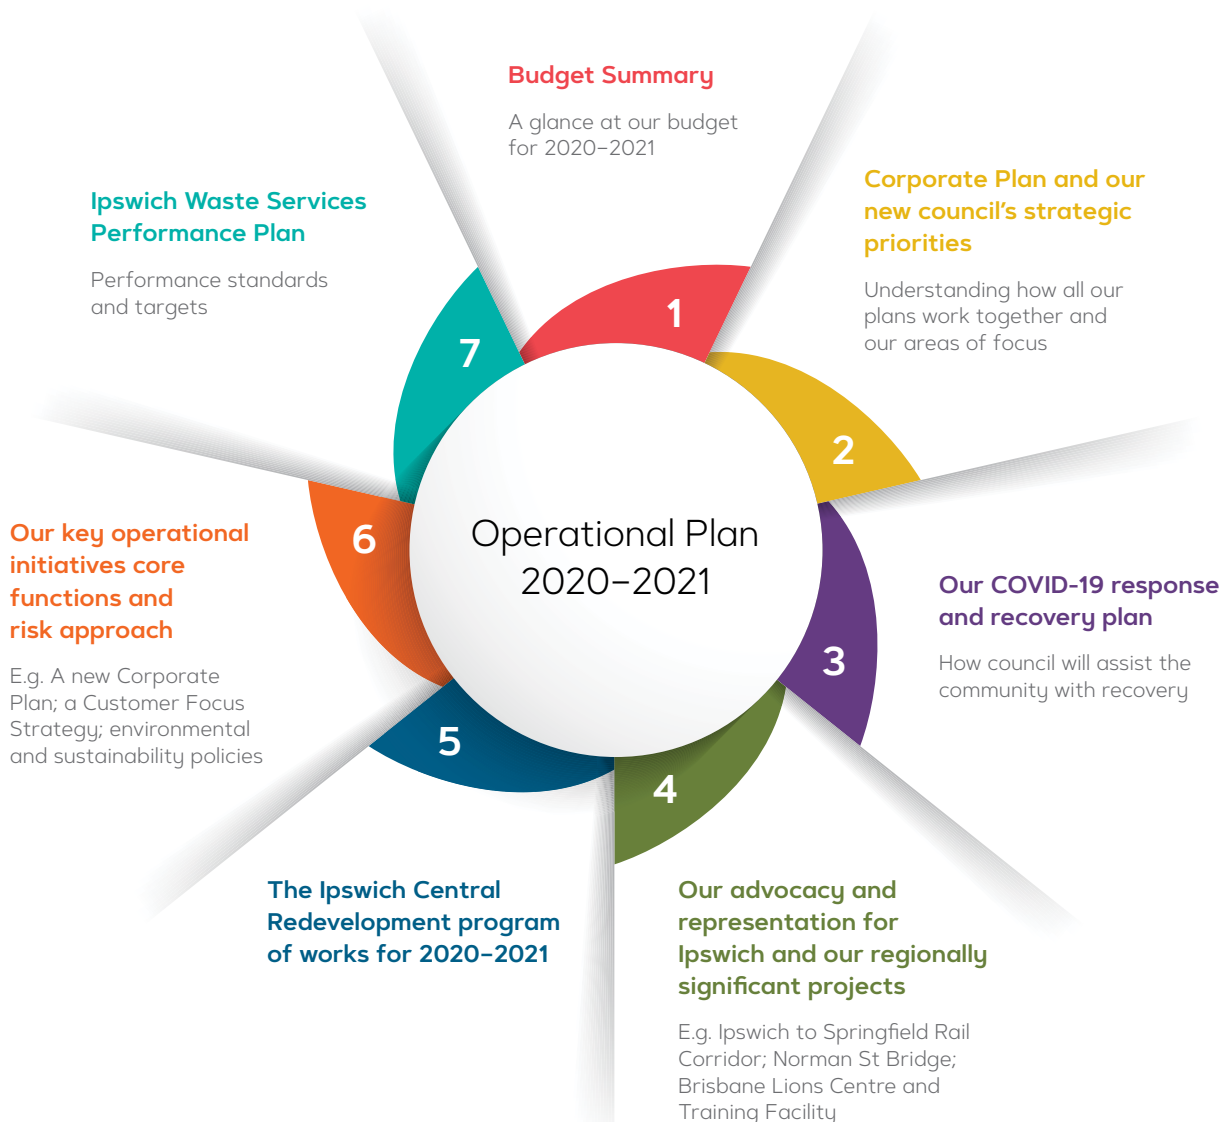 Budget Summary
A glance at our budget
for 2020–2021
1
Corporate Plan and our
new council's strategic
priorities
Understanding how all our
plans work together and
our areas of focus
2
Our COVID-19 response
and recovery plan
How council will assist the
community with recovery
3
Our advocacy and
representation for
Ipswich and our regionally
significant projects
E.g. Ipswich to Springfield Rail
Corridor; Norman St Bridge;
Brisbane Lions Centre and
Training Facility
4
The Ipswich Central
Redevelopment program
of works for 2020–2021
5
Our key operational
initiatives core
functions and
risk approach
E.g. A new Corporate
Plan; a Customer Focus
Strategy; environmental
and sustainability policies
6
Ipswich Waste Services
Performance Plan
Performance standards
and targets
7
Operational Plan
2020–2021